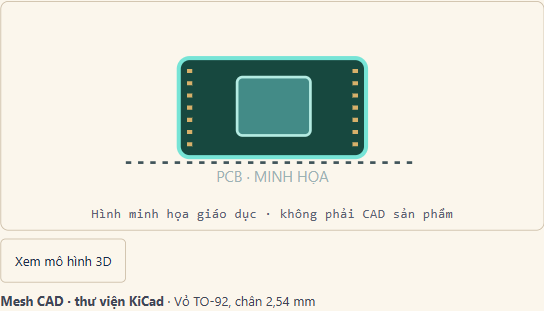 PCB · MINH HỌA
Hình minh họa giáo dục · không phải CAD sản phẩm
Xem mô hình 3D
Mesh CAD · thư viện KiCad · Vỏ TO-92, chân 2,54 mm